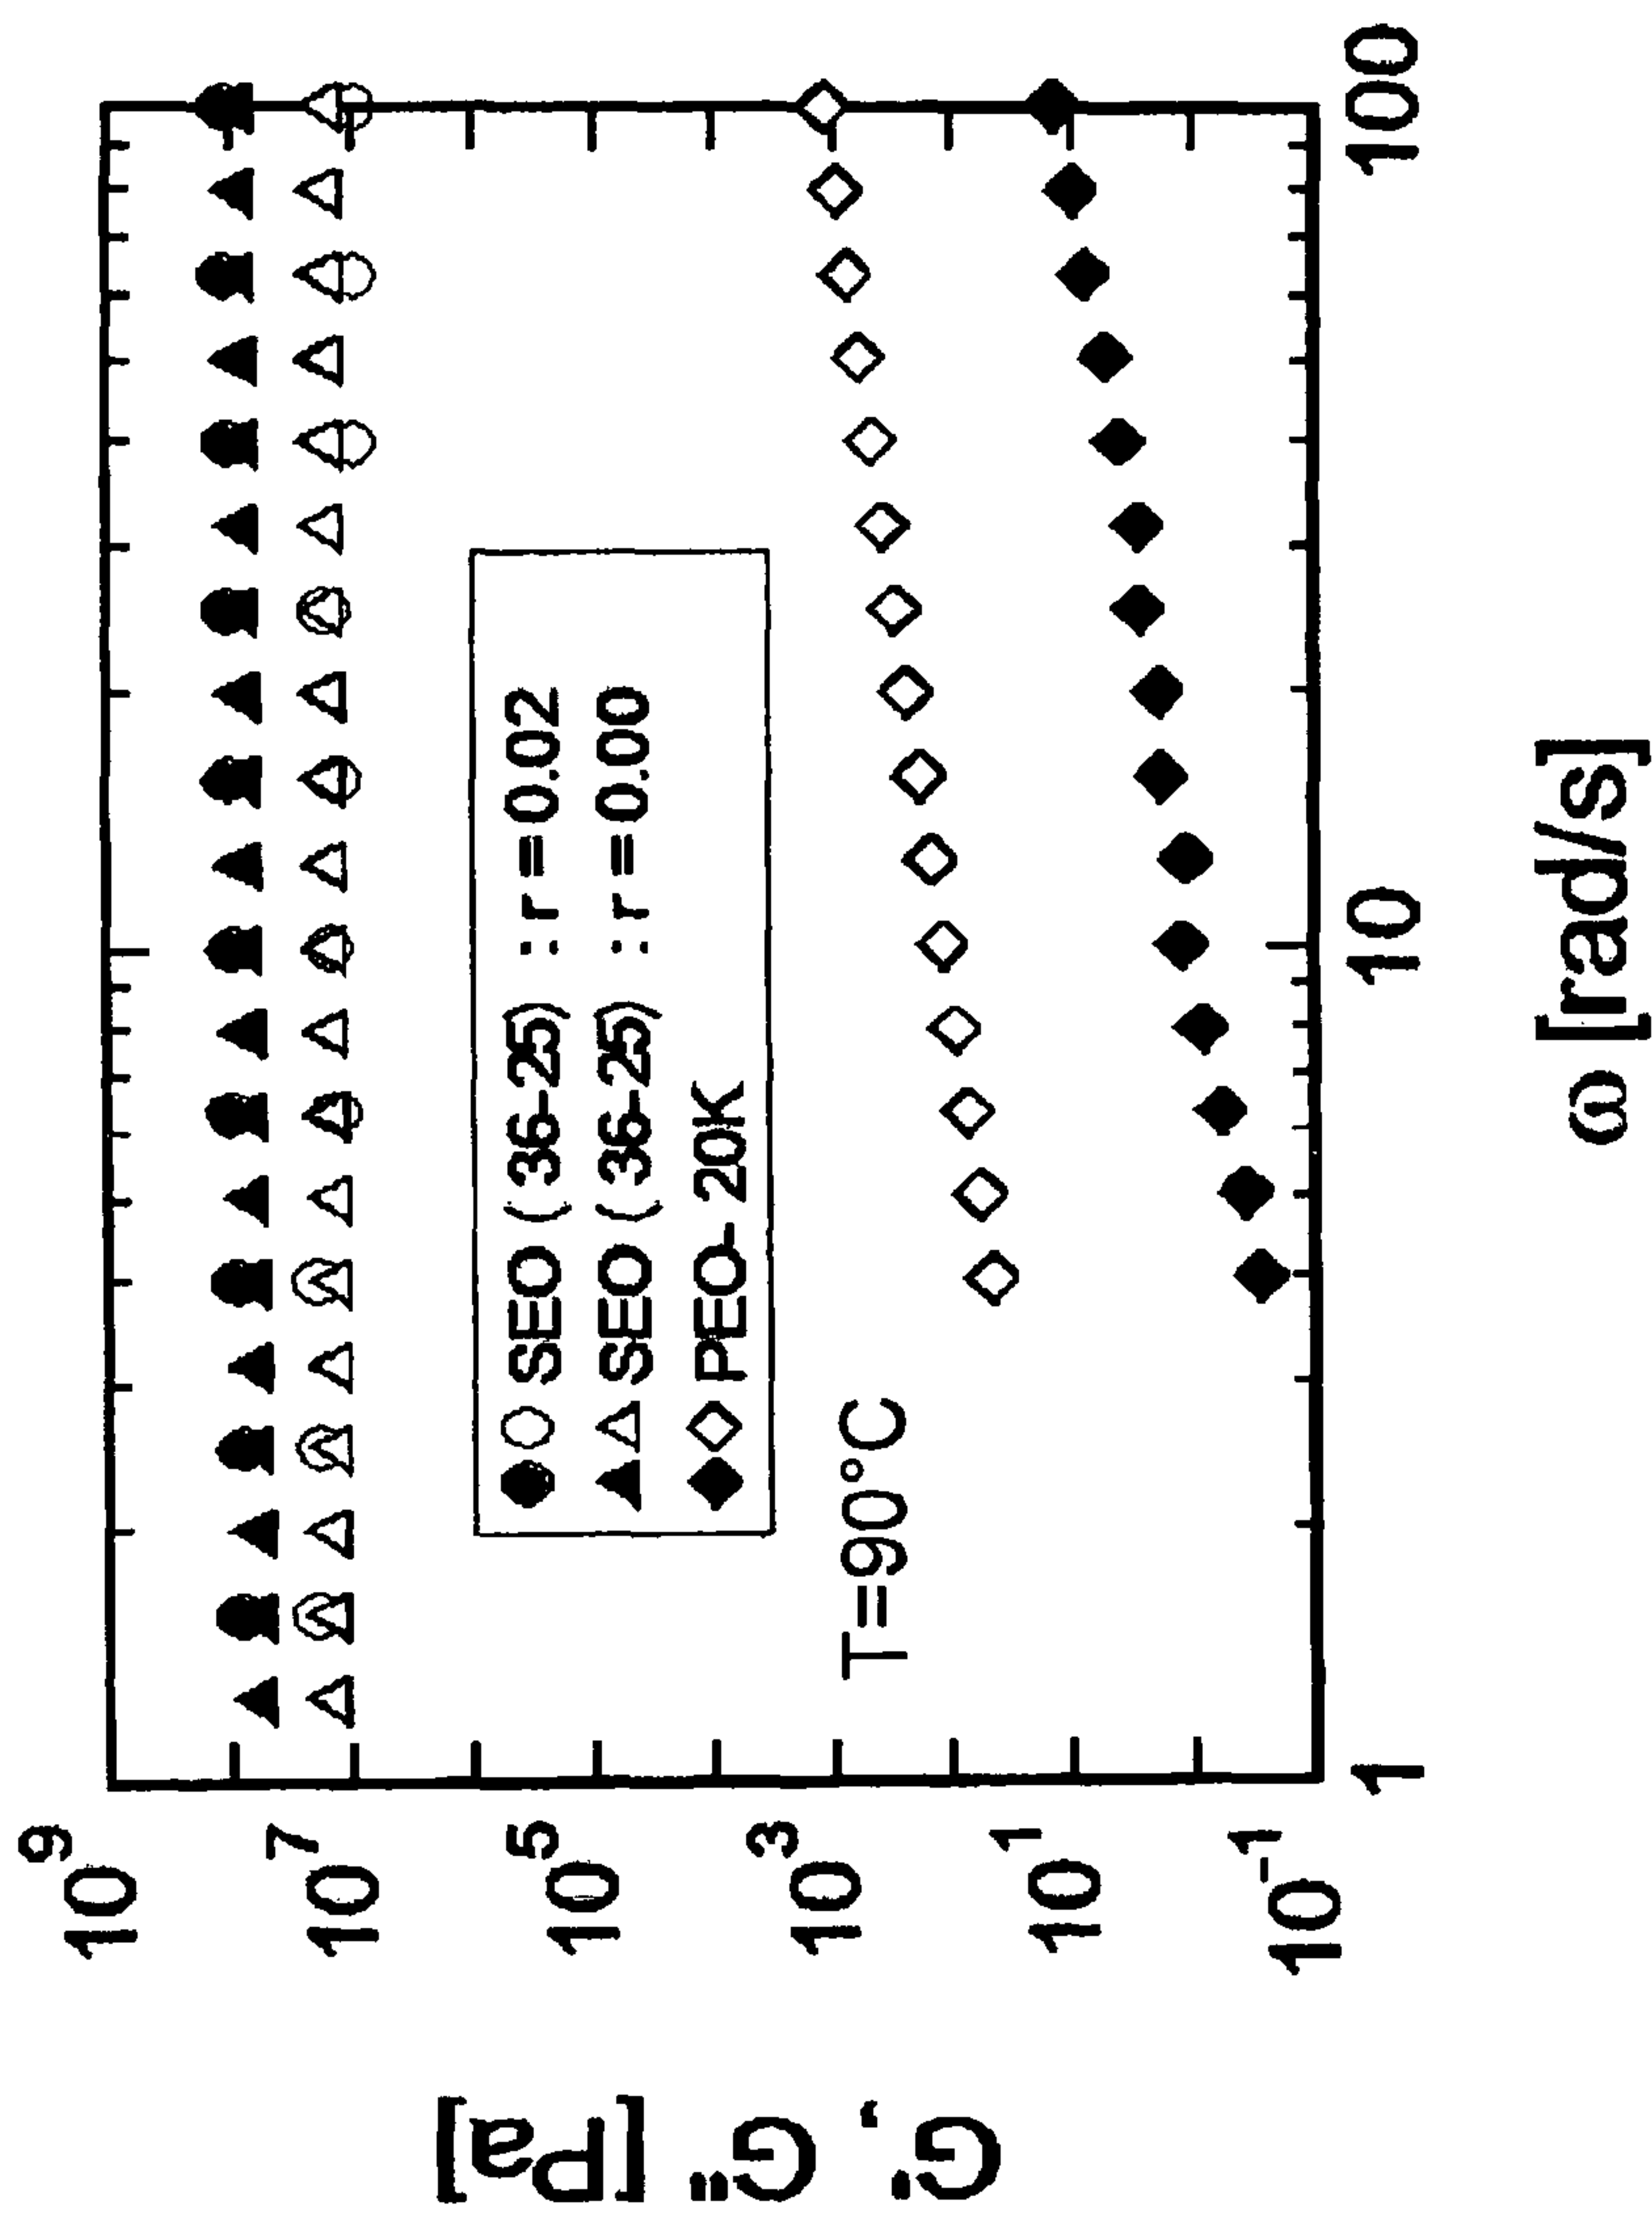 G', G" [Pa]
10⁹
10⁷
10⁵
10³
10¹
10⁻¹
SEO (36-25) : r =0.02
SEO (36-25) : r =0.00
PEO- 20K
T=90°C
1
10
100
ω [rad/s]